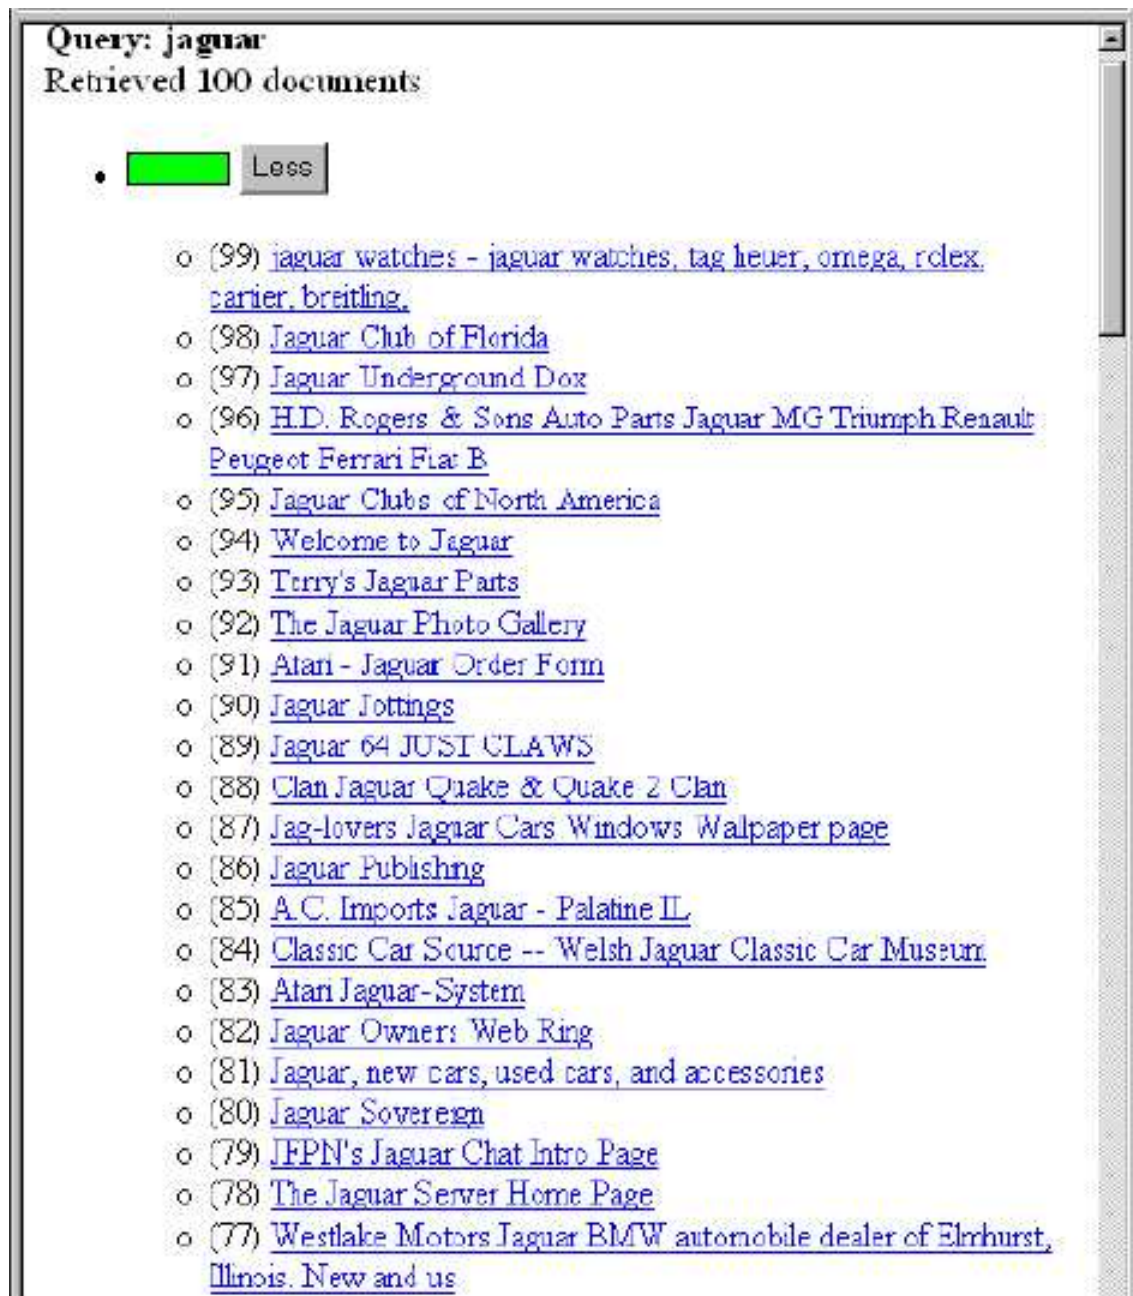 Query: jaguar
Retrieved 100 documents
Less
(99) jaguar watches - jaguar watches, tag heuer, omega, rolex,
cartier, breitling,
(98) Jaguar Club of Florida
(97) Jaguar Underground Dox
(96) H.D. Rogers & Sons Auto Parts Jaguar MG Triumph Renault
Peugeot Ferrari Fiat B
(95) Jaguar Clubs of North America
(94) Welcome to Jaguar
(93) Terry's Jaguar Parts
(92) The Jaguar Photo Gallery
(91) Atari - Jaguar Order Form
(90) Jaguar Jottings
(89) Jaguar 64 JUST CLAWS
(88) Clan Jaguar Quake & Quake 2 Clan
(87) Jag-lovers Jaguar Cars Windows Wallpaper page
(86) Jaguar Publishing
(85) A.C. Imports Jaguar - Palatine IL
(84) Classic Car Source -- Welsh Jaguar Classic Car Museum
(83) Atari Jaguar-System
(82) Jaguar Owners Web Ring
(81) Jaguar, new cars, used cars, and accessories
(80) Jaguar Sovereign
(79) JFPN's Jaguar Chat Intro Page
(78) The Jaguar Server Home Page
(77) Westlake Motors Jaguar BMW automobile dealer of Elmhurst,
Illinois. New and us